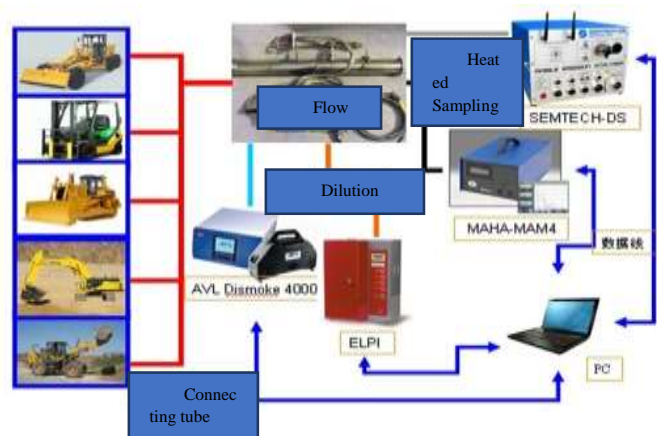 Heat
ed
Sampling
Flow
SEMTECH-DS
Dilution
MAHA-MAM4
数据线
AVL Dismoke 4000
ELPI
PC
Connec
ting tube